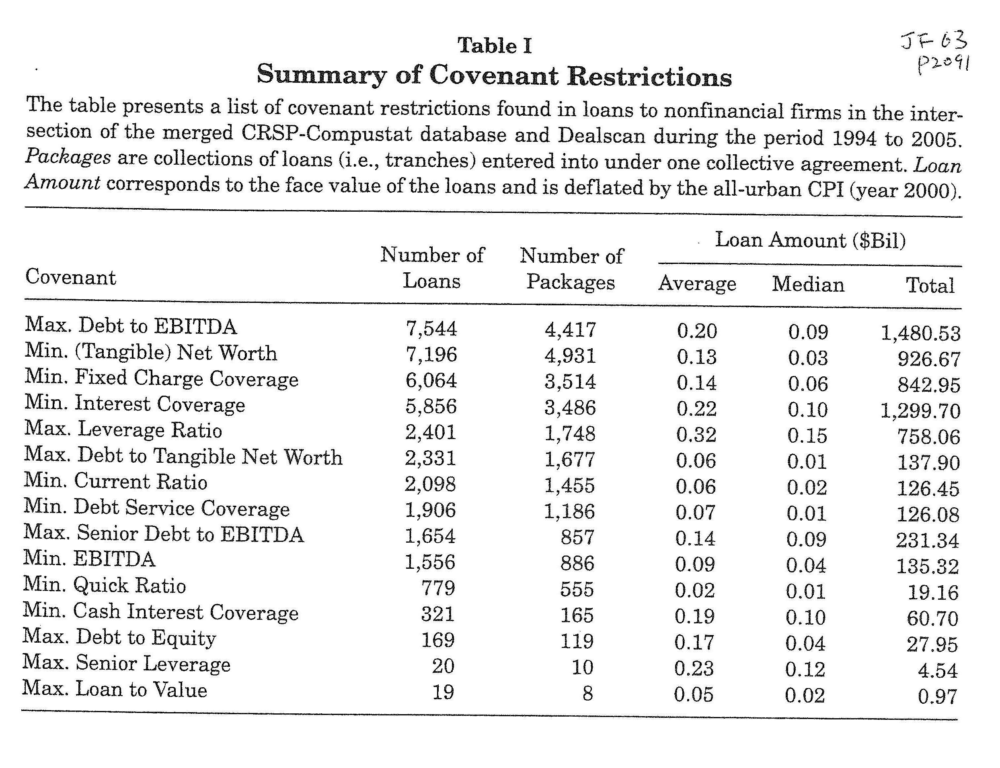 Table I
JF 63
P2091
Summary of Covenant Restrictions
The table presents a list of covenant restrictions found in loans to nonfinancial firms in the inter-
section of the merged CRSP-Compustat database and Dealscan during the period 1994 to 2005.
Packages are collections of loans (i.e., tranches) entered into under one collective agreement. Loan
Amount corresponds to the face value of the loans and is deflated by the all-urban CPI (year 2000).
Loan Amount ($Bil)
Number of Number of
Covenant Loans Packages Average Median Total
Max. Debt to EBITDA 7,544 4,417 0.20 0.09 1,480.53
Min. (Tangible) Net Worth 7,196 4,931 0.13 0.03 926.67
Min. Fixed Charge Coverage 6,064 3,514 0.14 0.06 842.95
Min. Interest Coverage 5,856 3,486 0.22 0.10 1,299.70
Max. Leverage Ratio 2,401 1,748 0.32 0.15 758.06
Max. Debt to Tangible Net Worth 2,331 1,677 0.06 0.01 137.90
Min. Current Ratio 2,098 1,455 0.06 0.02 126.45
Min. Debt Service Coverage 1,906 1,186 0.07 0.01 126.08
Max. Senior Debt to EBITDA 1,654 857 0.14 0.09 231.34
Min. EBITDA 1,556 886 0.09 0.04 135.32
Min. Quick Ratio 779 555 0.02 0.01 19.16
Min. Cash Interest Coverage 321 165 0.19 0.10 60.70
Max. Debt to Equity 169 119 0.17 0.04 27.95
Max. Senior Leverage 20 10 0.23 0.12 4.54
Max. Loan to Value 19 8 0.05 0.02 0.97